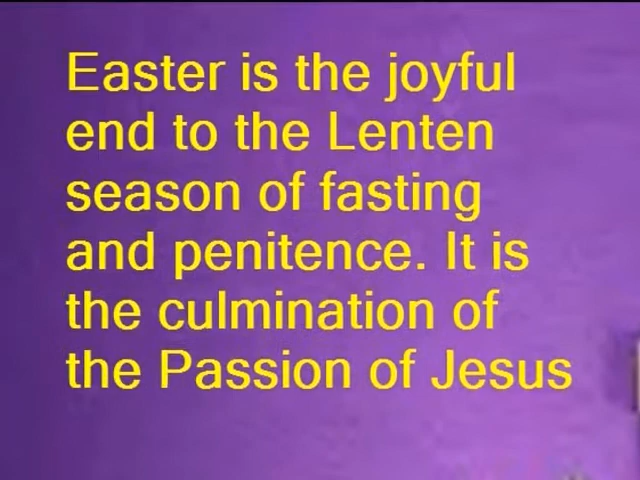 Easter is the joyful
end to the Lenten
season of fasting
and penitence. It is
the culmination of
the Passion of Jesus